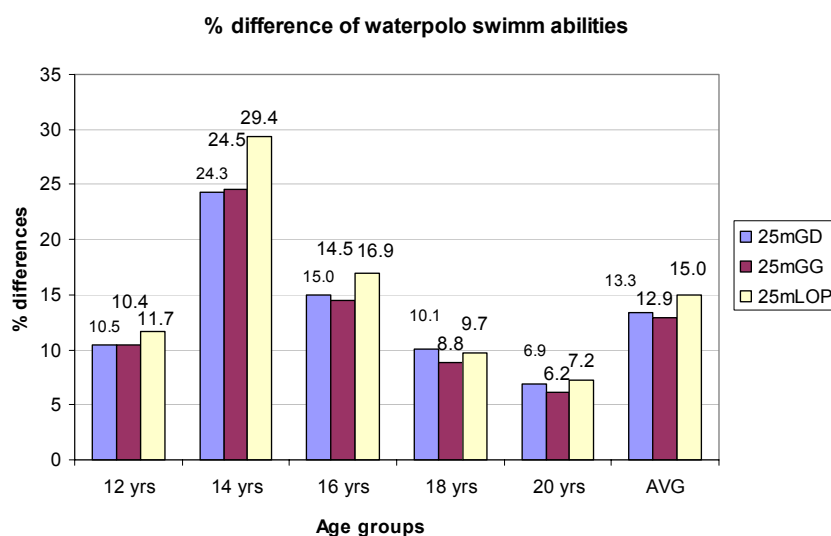 % difference of waterpolo swimm abilities
35
30
25
20
15
10
5
0
% differences
10.5
10.4
11.7
24.3
24.5
29.4
15.0
14.5
16.9
10.1
8.8
9.7
6.9
6.2
7.2
13.3
12.9
15.0
12 yrs
14 yrs
16 yrs
18 yrs
20 yrs
AVG
Age groups
25mGD
25mGG
25mLOP